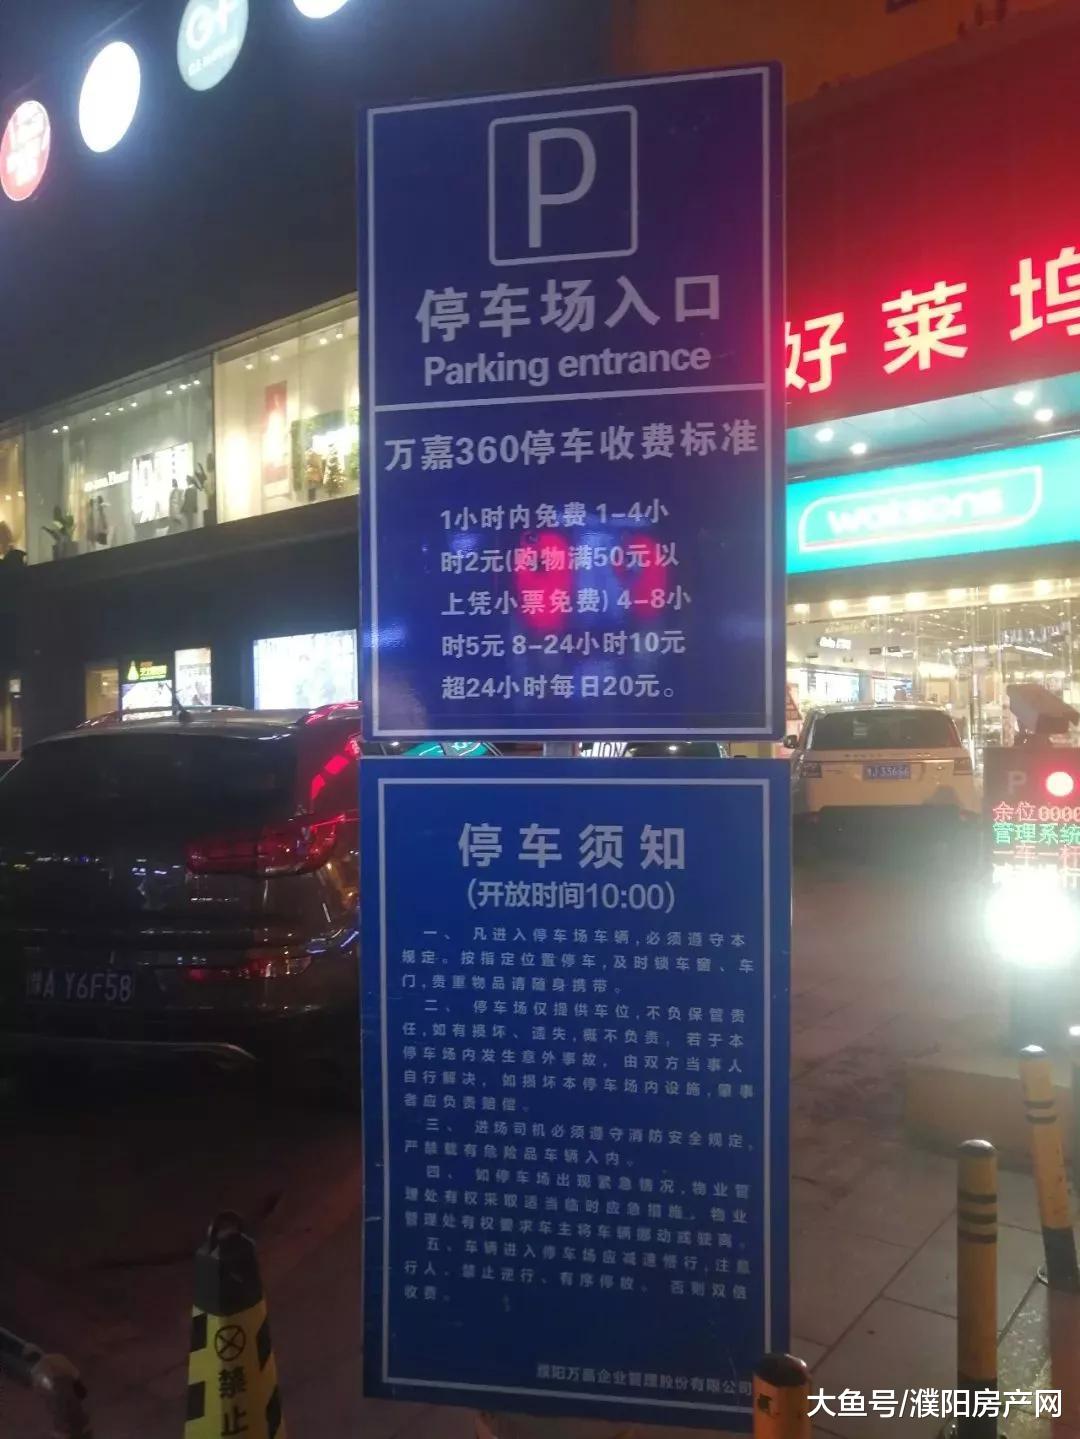 P
停车场入口
Parking entrance
万嘉360停车收费标准
1小时内免费 1-4小
时2元(购物满50元以
上凭小票免费) 4-8小
时5元 8-24小时10元
超24小时每日20元。
停车须知
(开放时间10:00)
一、凡进入停车场车辆,必须遵守本
规定。按指定位置停车,及时锁车窗、车
门,贵重物品请随身携带。
二、停车场仅提供车位,不负保管责
任,如有损坏、遗失,概不负责,若于本
停车场内发生意外事故,由双方当事人
自行解决,如损坏本停车场内设施,肇事
者应负责赔偿。
三、进场司机必须遵守消防安全规定,
严禁载有危险品车辆入内。
四、如停车场出现紧急情况,物业管
理处有权采取适当临时应急措施。物业
管理处有权要求车主将车辆挪动或驶离。
五、车辆进入停车场应减速慢行,注意
行人、禁止逆行、有序停放。否则双倍
收费。
濮阳万嘉企业管理股份有限公司
好莱坞
watsons
G+
豫A Y6F58
J 33666
P
余位0000
管理系统
一车一杆
禁止
大鱼号/濮阳房产网